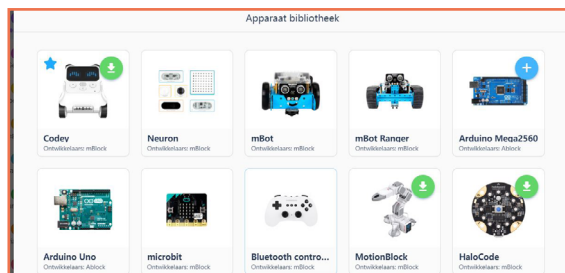 Apparaat bibliotheek
Codey
Ontwikkelaars: mBlock
Neuron
Ontwikkelaars: mBlock
mBot
Ontwikkelaars: mBlock
mBot Ranger
Ontwikkelaars: mBlock
Arduino Mega2560
Ontwikkelaars: Ablock
Arduino Uno
Ontwikkelaars: Ablock
microbit
Ontwikkelaars: mBlock
Bluetooth contro...
Ontwikkelaars: mBlock
MotionBlock
Ontwikkelaars: mBlock
HaloCode
Ontwikkelaars: mBlock